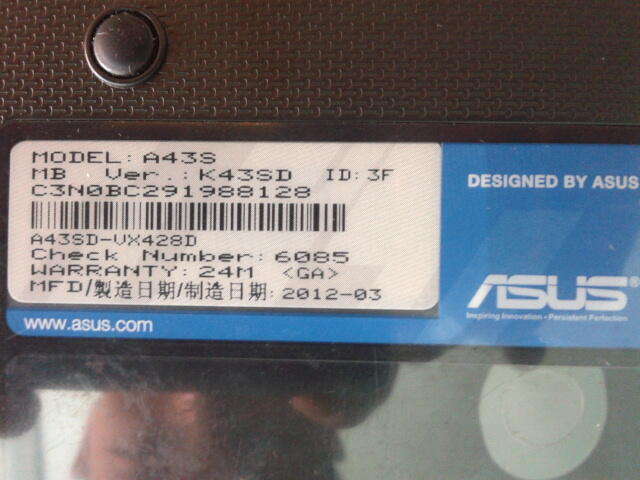 MODEL: A43S
MB Ver.: K43SD ID: 3F
C3N0BC291988128
A43SD-VX428D
Check Number: 6085
WARRANTY: 24M <GA>
MFD/製造日期/制造日期: 2012-03
www.asus.com
DESIGNED BY ASUS
ASUS®
Inspiring Innovation • Persistent Perfection